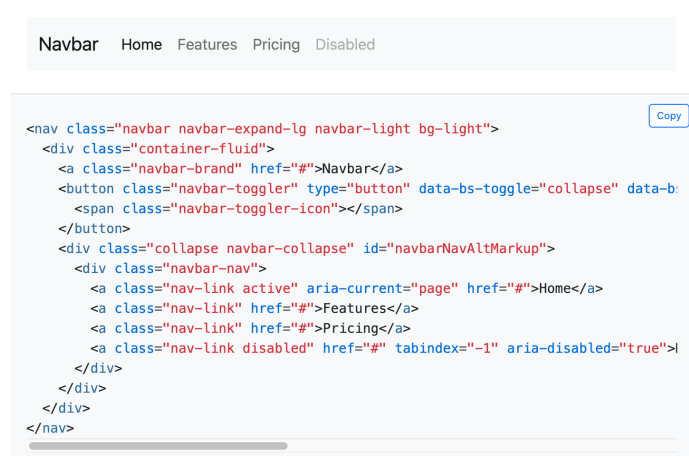 Navbar Home Features Pricing Disabled
Copy
<nav class="navbar navbar-expand-lg navbar-light bg-light">
  <div class="container-fluid">
    <a class="navbar-brand" href="#">Navbar</a>
    <button class="navbar-toggler" type="button" data-bs-toggle="collapse" data-b
      <span class="navbar-toggler-icon"></span>
    </button>
    <div class="collapse navbar-collapse" id="navbarNavAltMarkup">
      <div class="navbar-nav">
        <a class="nav-link active" aria-current="page" href="#">Home</a>
        <a class="nav-link" href="#">Features</a>
        <a class="nav-link" href="#">Pricing</a>
        <a class="nav-link disabled" href="#" tabindex="-1" aria-disabled="true">
      </div>
    </div>
  </div>
</nav>